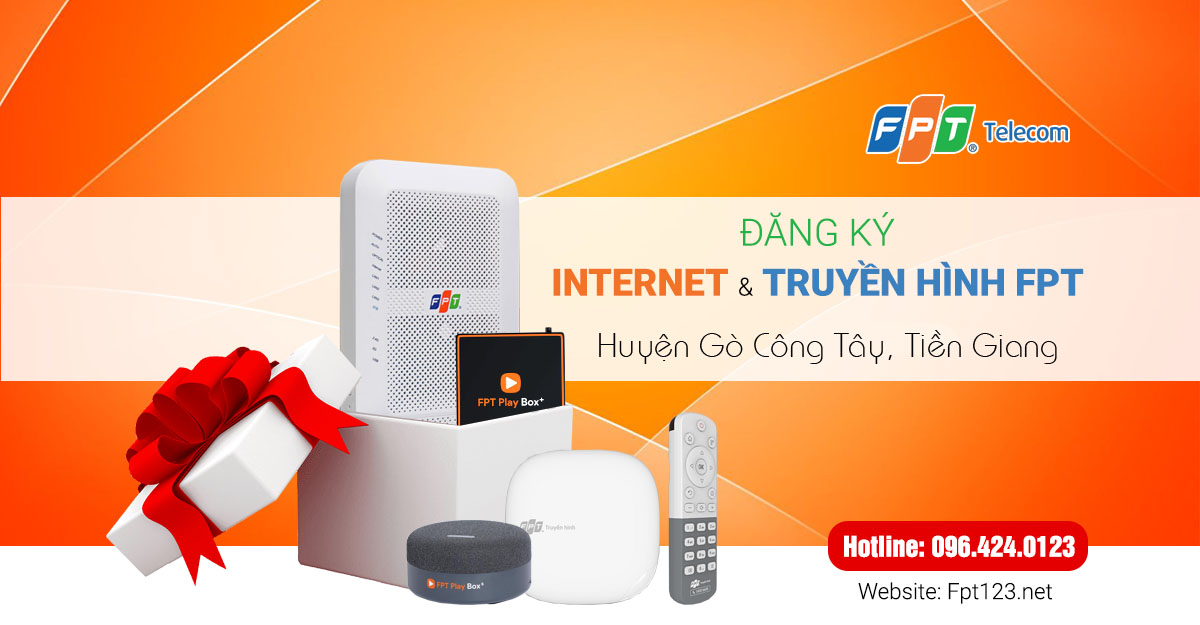 FPT® Telecom
ĐĂNG KÝ
INTERNET & TRUYỀN HÌNH FPT
Huyện Gò Công Tây, Tiền Giang
FPT
FPT Play Box+
FPT Truyền hình
FPT Play Box+
OK
Hotline: 096.424.0123
Website: Fpt123.net